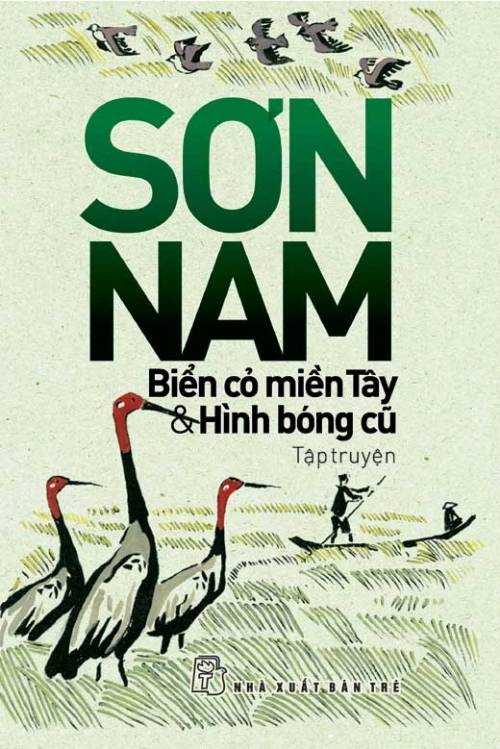 SƠN
NAM
Biển cỏ miền Tây
& Hình bóng cũ
Tập truyện
NHÀ XUẤT BẢN TRẺ